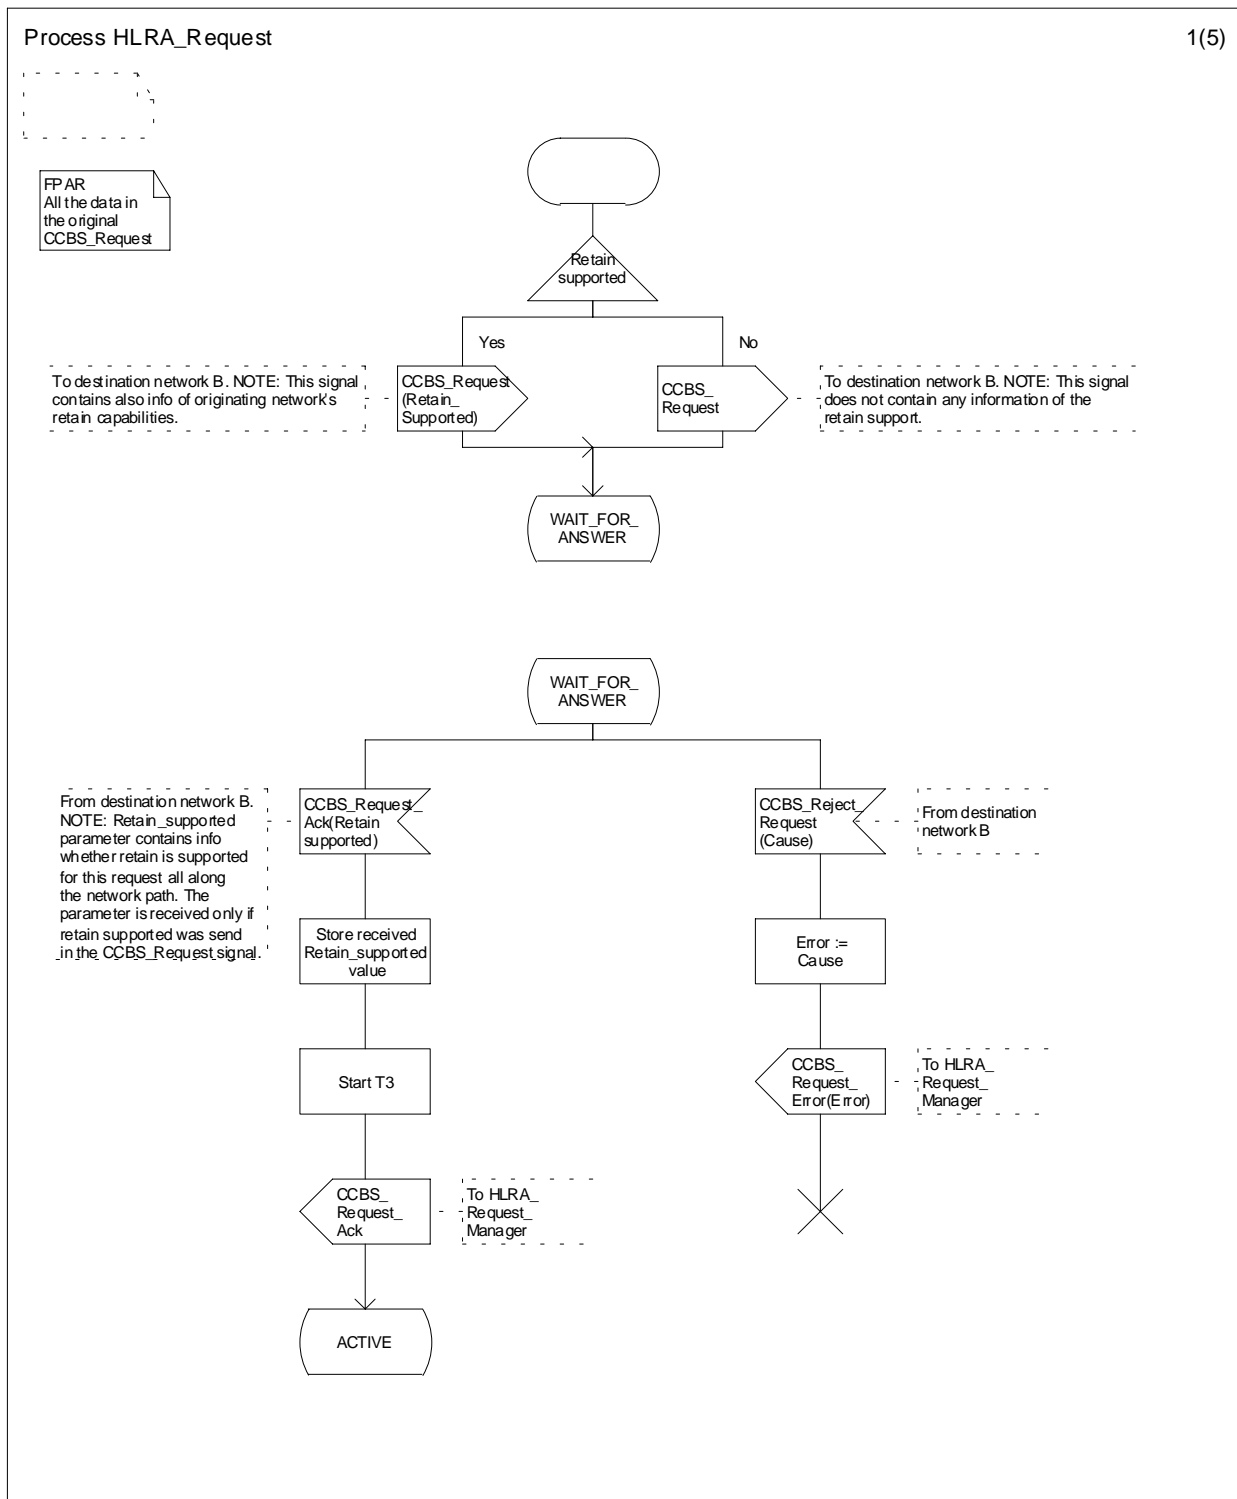 Process HLRA_Request
1(5)
FPAR
All the data in
the original
CCBS_Request
Retain
supported
Yes
No
To destination network B. NOTE: This signal
contains also info of originating network's
retain capabilities.
CCBS_Request
(Retain_
Supported)
CCBS_
Request
To destination network B. NOTE: This signal
does not contain any information of the
retain support.
WAIT_FOR_
ANSWER
WAIT_FOR_
ANSWER
From destination network B.
NOTE: Retain_supported
parameter contains info
whether retain is supported
for this request all along
the network path. The
parameter is received only if
retain supported was send
in the CCBS_Request signal.
CCBS_Request_
Ack(Retain
supported)
CCBS_Reject_
Request
(Cause)
From destination
network B
Store received
Retain_supported
value
Error :=
Cause
Start T3
CCBS_
Request_
Error(Error)
To HLRA_
Request_
Manager
CCBS_
Request_
Ack
To HLRA_
Request_
Manager
ACTIVE